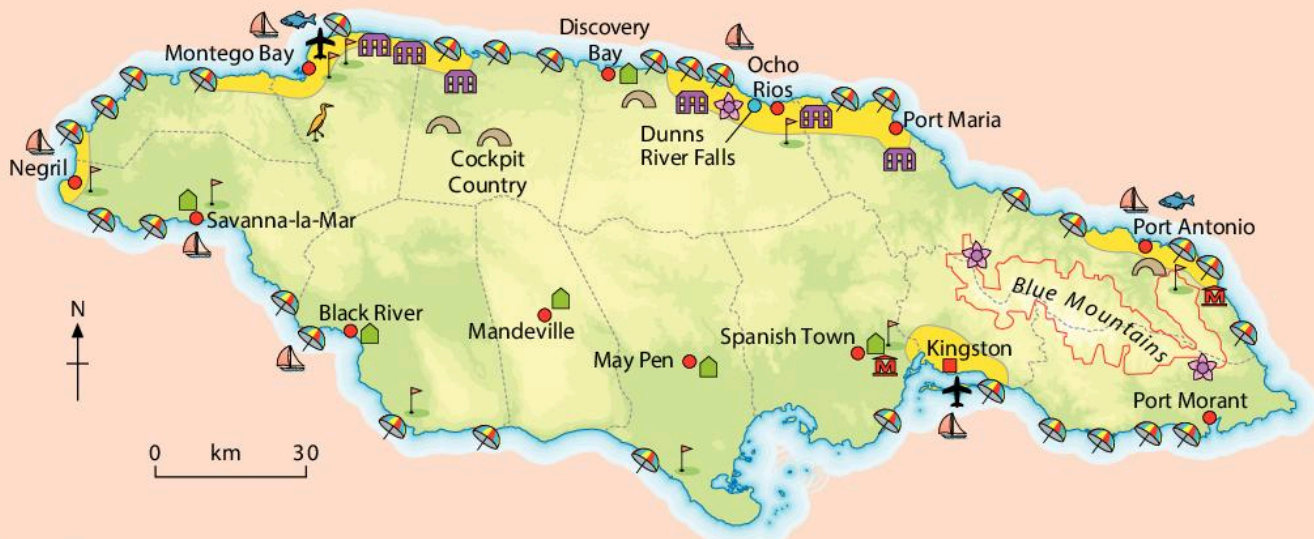 Montego Bay
Discovery
Bay
Ocho
Rios
Port Maria
Dunns
River Falls
Cockpit
Country
Negril
Savanna-la-Mar
Port Antonio
Blue Mountains
N
Black River
Mandeville
May Pen
Spanish Town
Kingston
Port Morant
0 km 30